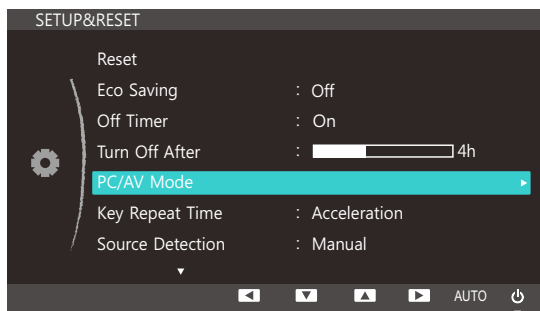 SETUP&RESET
Reset
Eco Saving : Off
Off Timer : On
Turn Off After : 4h
PC/AV Mode
Key Repeat Time : Acceleration
Source Detection : Manual
AUTO